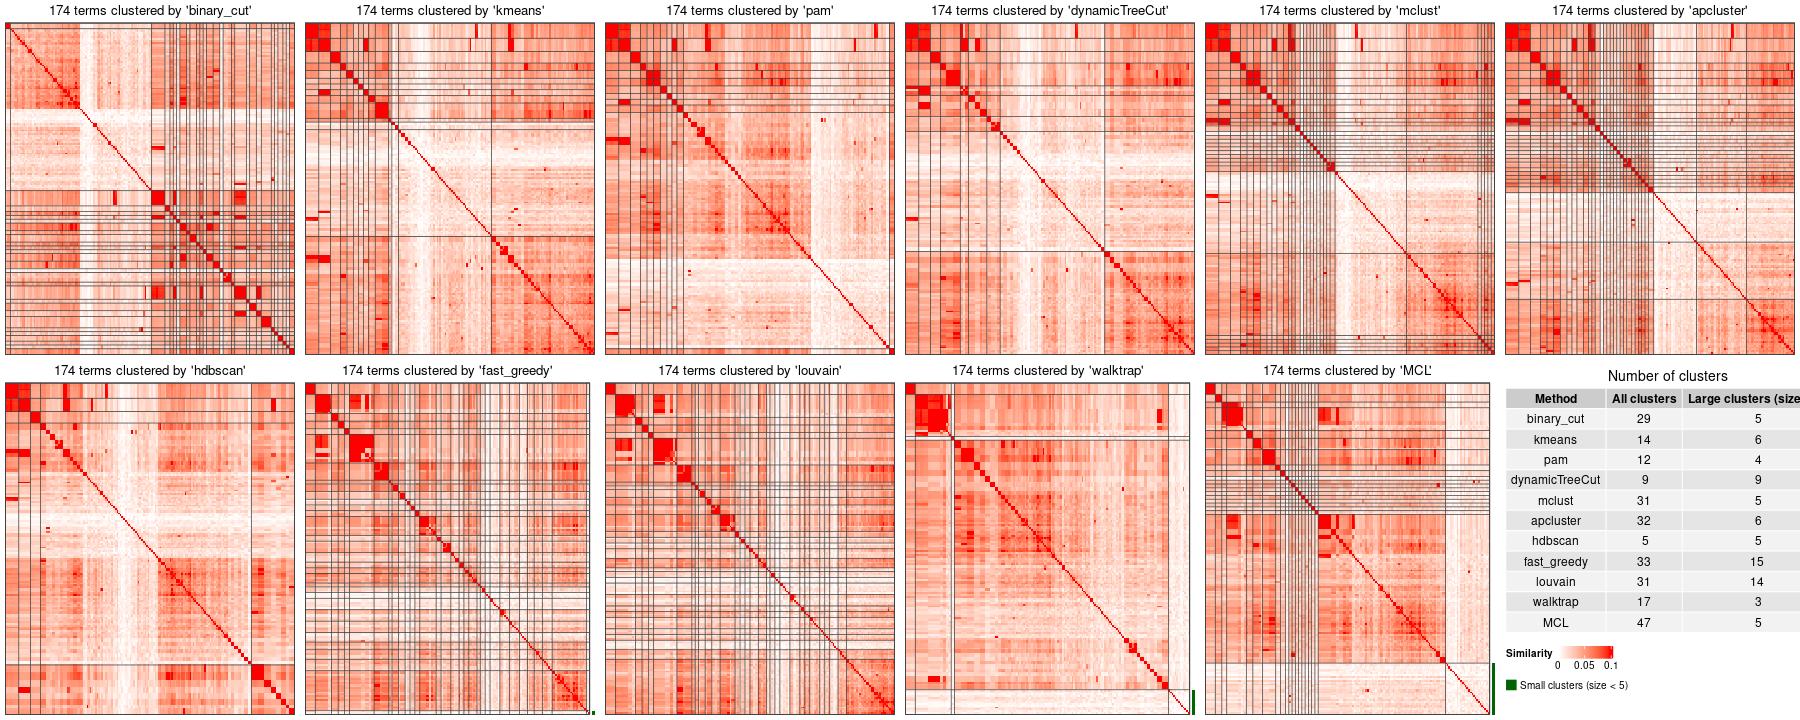 174 terms clustered by 'binary_cut'
174 terms clustered by 'kmeans'
174 terms clustered by 'pam'
174 terms clustered by 'dynamicTreeCut'
174 terms clustered by 'mclust'
174 terms clustered by 'apcluster'
174 terms clustered by 'hdbscan'
174 terms clustered by 'fast_greedy'
174 terms clustered by 'louvain'
174 terms clustered by 'walktrap'
174 terms clustered by 'MCL'
Number of clusters
Method All clusters Large clusters (size
binary_cut 29 5
kmeans 14 6
pam 12 4
dynamicTreeCut 9 9
mclust 31 5
apcluster 32 6
hdbscan 5 5
fast_greedy 33 15
louvain 31 14
walktrap 17 3
MCL 47 5
Similarity
0 0.05 0.1
Small clusters (size < 5)